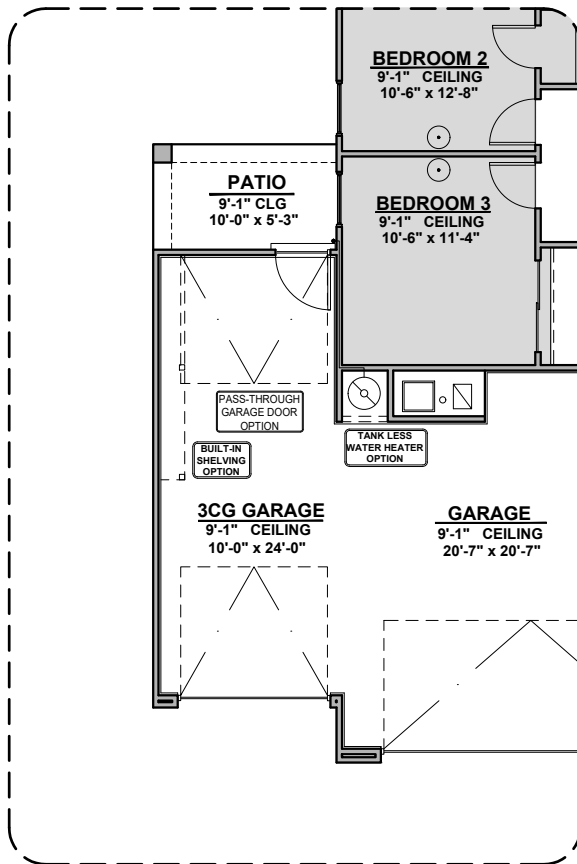 BEDROOM 2
9'-1" CEILING
10'-6" x 12'-8"
PATIO
9'-1" CLG
10'-0" x 5'-3"
BEDROOM 3
9'-1" CEILING
10'-6" x 11'-4"
PASS-THROUGH
GARAGE DOOR
OPTION
BUILT-IN
SHELVING
OPTION
TANK LESS
WATER HEATER
OPTION
3CG GARAGE
9'-1" CEILING
10'-0" x 24'-0"
GARAGE
9'-1" CEILING
20'-7" x 20'-7"